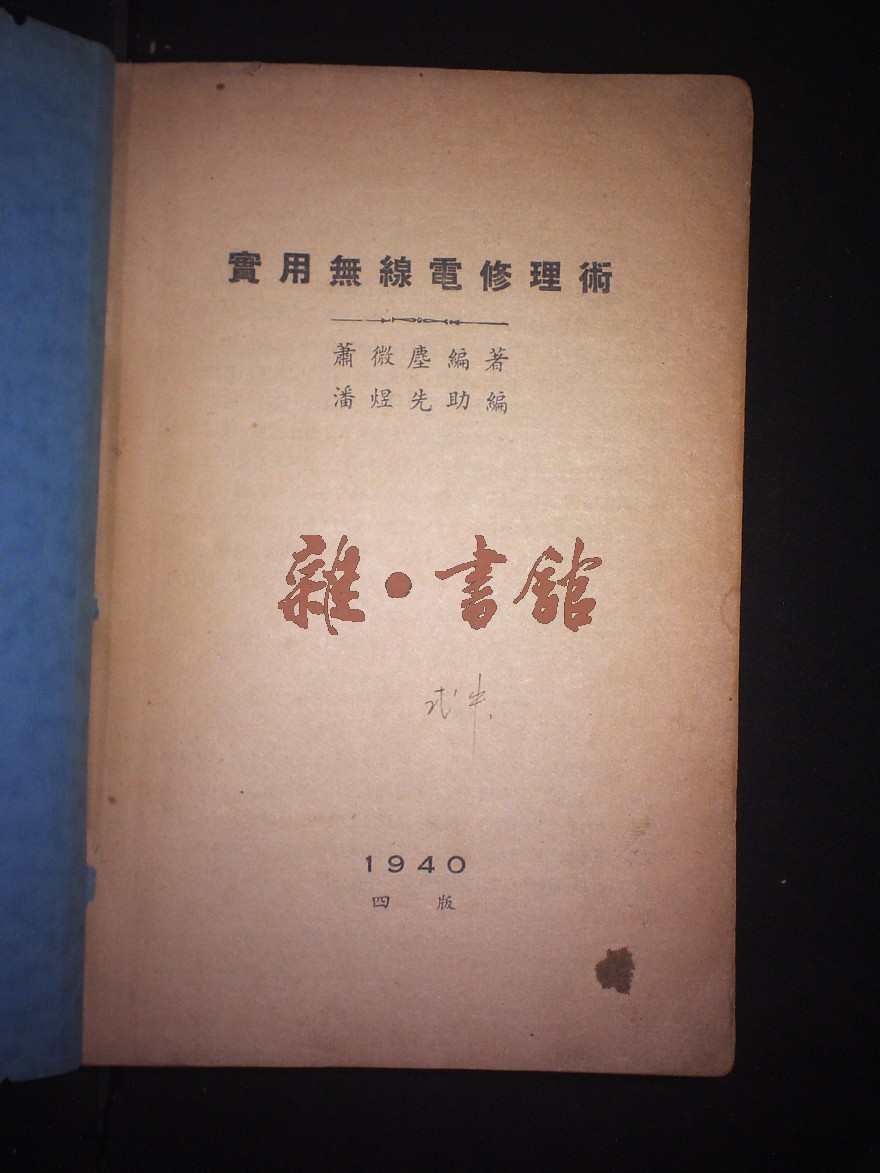 實用無線電修理術
蕭微塵編著
潘煜先助編
雜·書館
1940
四版